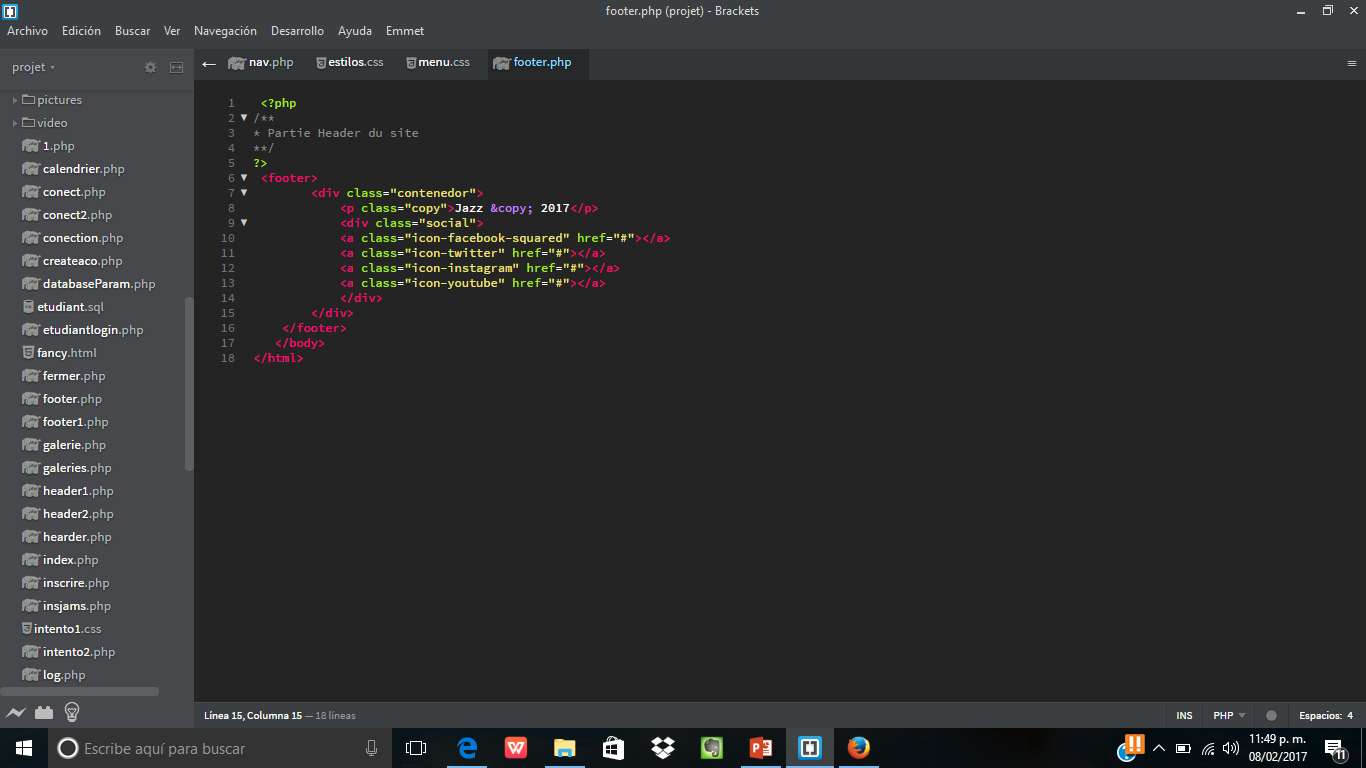 footer.php (projet) - Brackets
Archivo Edición Buscar Ver Navegación Desarrollo Ayuda Emmet
projet
nav.php estilos.css menu.css footer.php
pictures
video
1.php
calendrier.php
conect.php
conect2.php
conection.php
createaco.php
databaseParam.php
etudiant.sql
etudiantlogin.php
fancy.html
fermer.php
footer.php
footer1.php
galerie.php
galeries.php
header1.php
header2.php
hearder.php
index.php
inscrire.php
insjams.php
intento1.css
intento2.php
log.php
1 <?php
2 /**
3 * Partie Header du site
4 **/
5 ?>
6 <footer>
7 <div class="contenedor">
8 <p class="copy">Jazz &copy; 2017</p>
9 <div class="social">
10 <a class="icon-facebook-squared" href="#"></a>
11 <a class="icon-twitter" href="#"></a>
12 <a class="icon-instagram" href="#"></a>
13 <a class="icon-youtube" href="#"></a>
14 </div>
15 </div>
16 </footer>
17 </body>
18 </html>
Línea 15, Columna 15 — 18 líneas INS PHP Espacios: 4
Escribe aquí para buscar
11:49 p. m.
08/02/2017
11